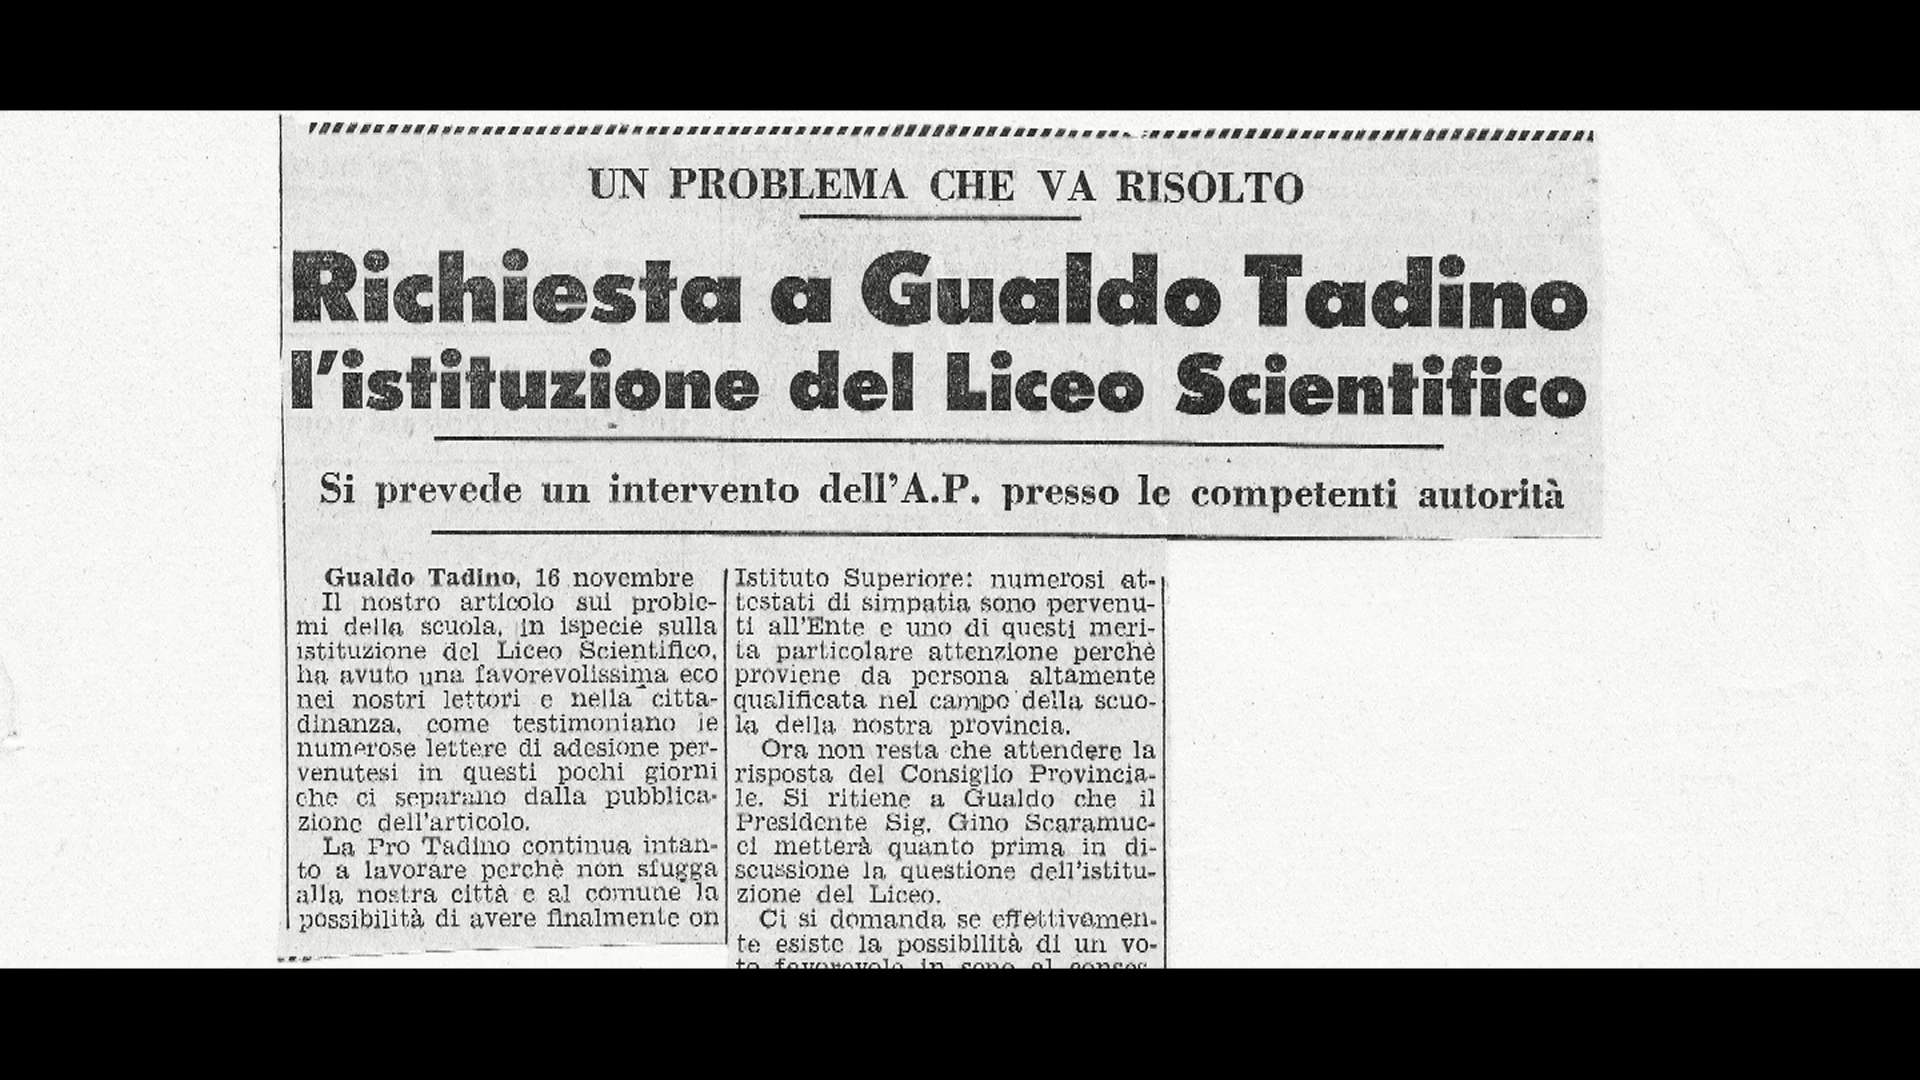 UN PROBLEMA CHE VA RISOLTO
Richiesta a Gualdo Tadino
l'istituzione del Liceo Scientifico
Si prevede un intervento dell'A.P. presso le competenti autorità
Gualdo Tadino, 16 novembre
Il nostro articolo sui proble-
mi della scuola, in ispecie sulla
istituzione del Liceo Scientifico,
ha avuto una favorevolissima eco
nei nostri lettori e nella citta-
dinanza, come testimoniano le
numerose lettere di adesione per-
venutesi in questi pochi giorni
che ci separano dalla pubblica-
zione dell'articolo.
La Pro Tadino continua intan-
to a lavorare perchè non sfugga
alla nostra città e al comune la
possibilità di avere finalmente on
Istituto Superiore: numerosi at-
testati di simpatia sono pervenu-
ti all'Ente e uno di questi meri-
ta particolare attenzione perchè
proviene da persona altamente
qualificata nel campo della scuo-
la della nostra provincia.
Ora non resta che attendere la
risposta del Consiglio Provincia-
le. Si ritiene a Gualdo che il
Presidente Sig. Gino Scaramuc-
ci metterà quanto prima in di-
scussione la questione dell'istitu-
zione del Liceo.
Ci si domanda se effettivamen-
te esiste la possibilità di un vo-